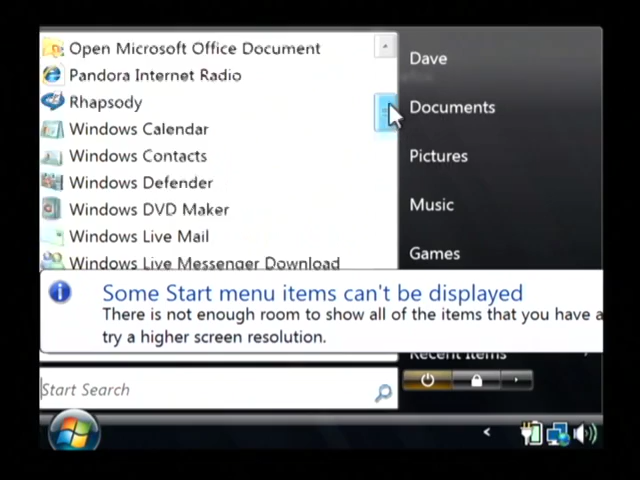 Open Microsoft Office Document
Pandora Internet Radio
Rhapsody
Windows Calendar
Windows Contacts
Windows Defender
Windows DVD Maker
Windows Live Mail
Windows Live Messenger Download
Dave
Documents
Pictures
Music
Games
Some Start menu items can't be displayed
There is not enough room to show all of the items that you have a
try a higher screen resolution.
Recent Items
Start Search